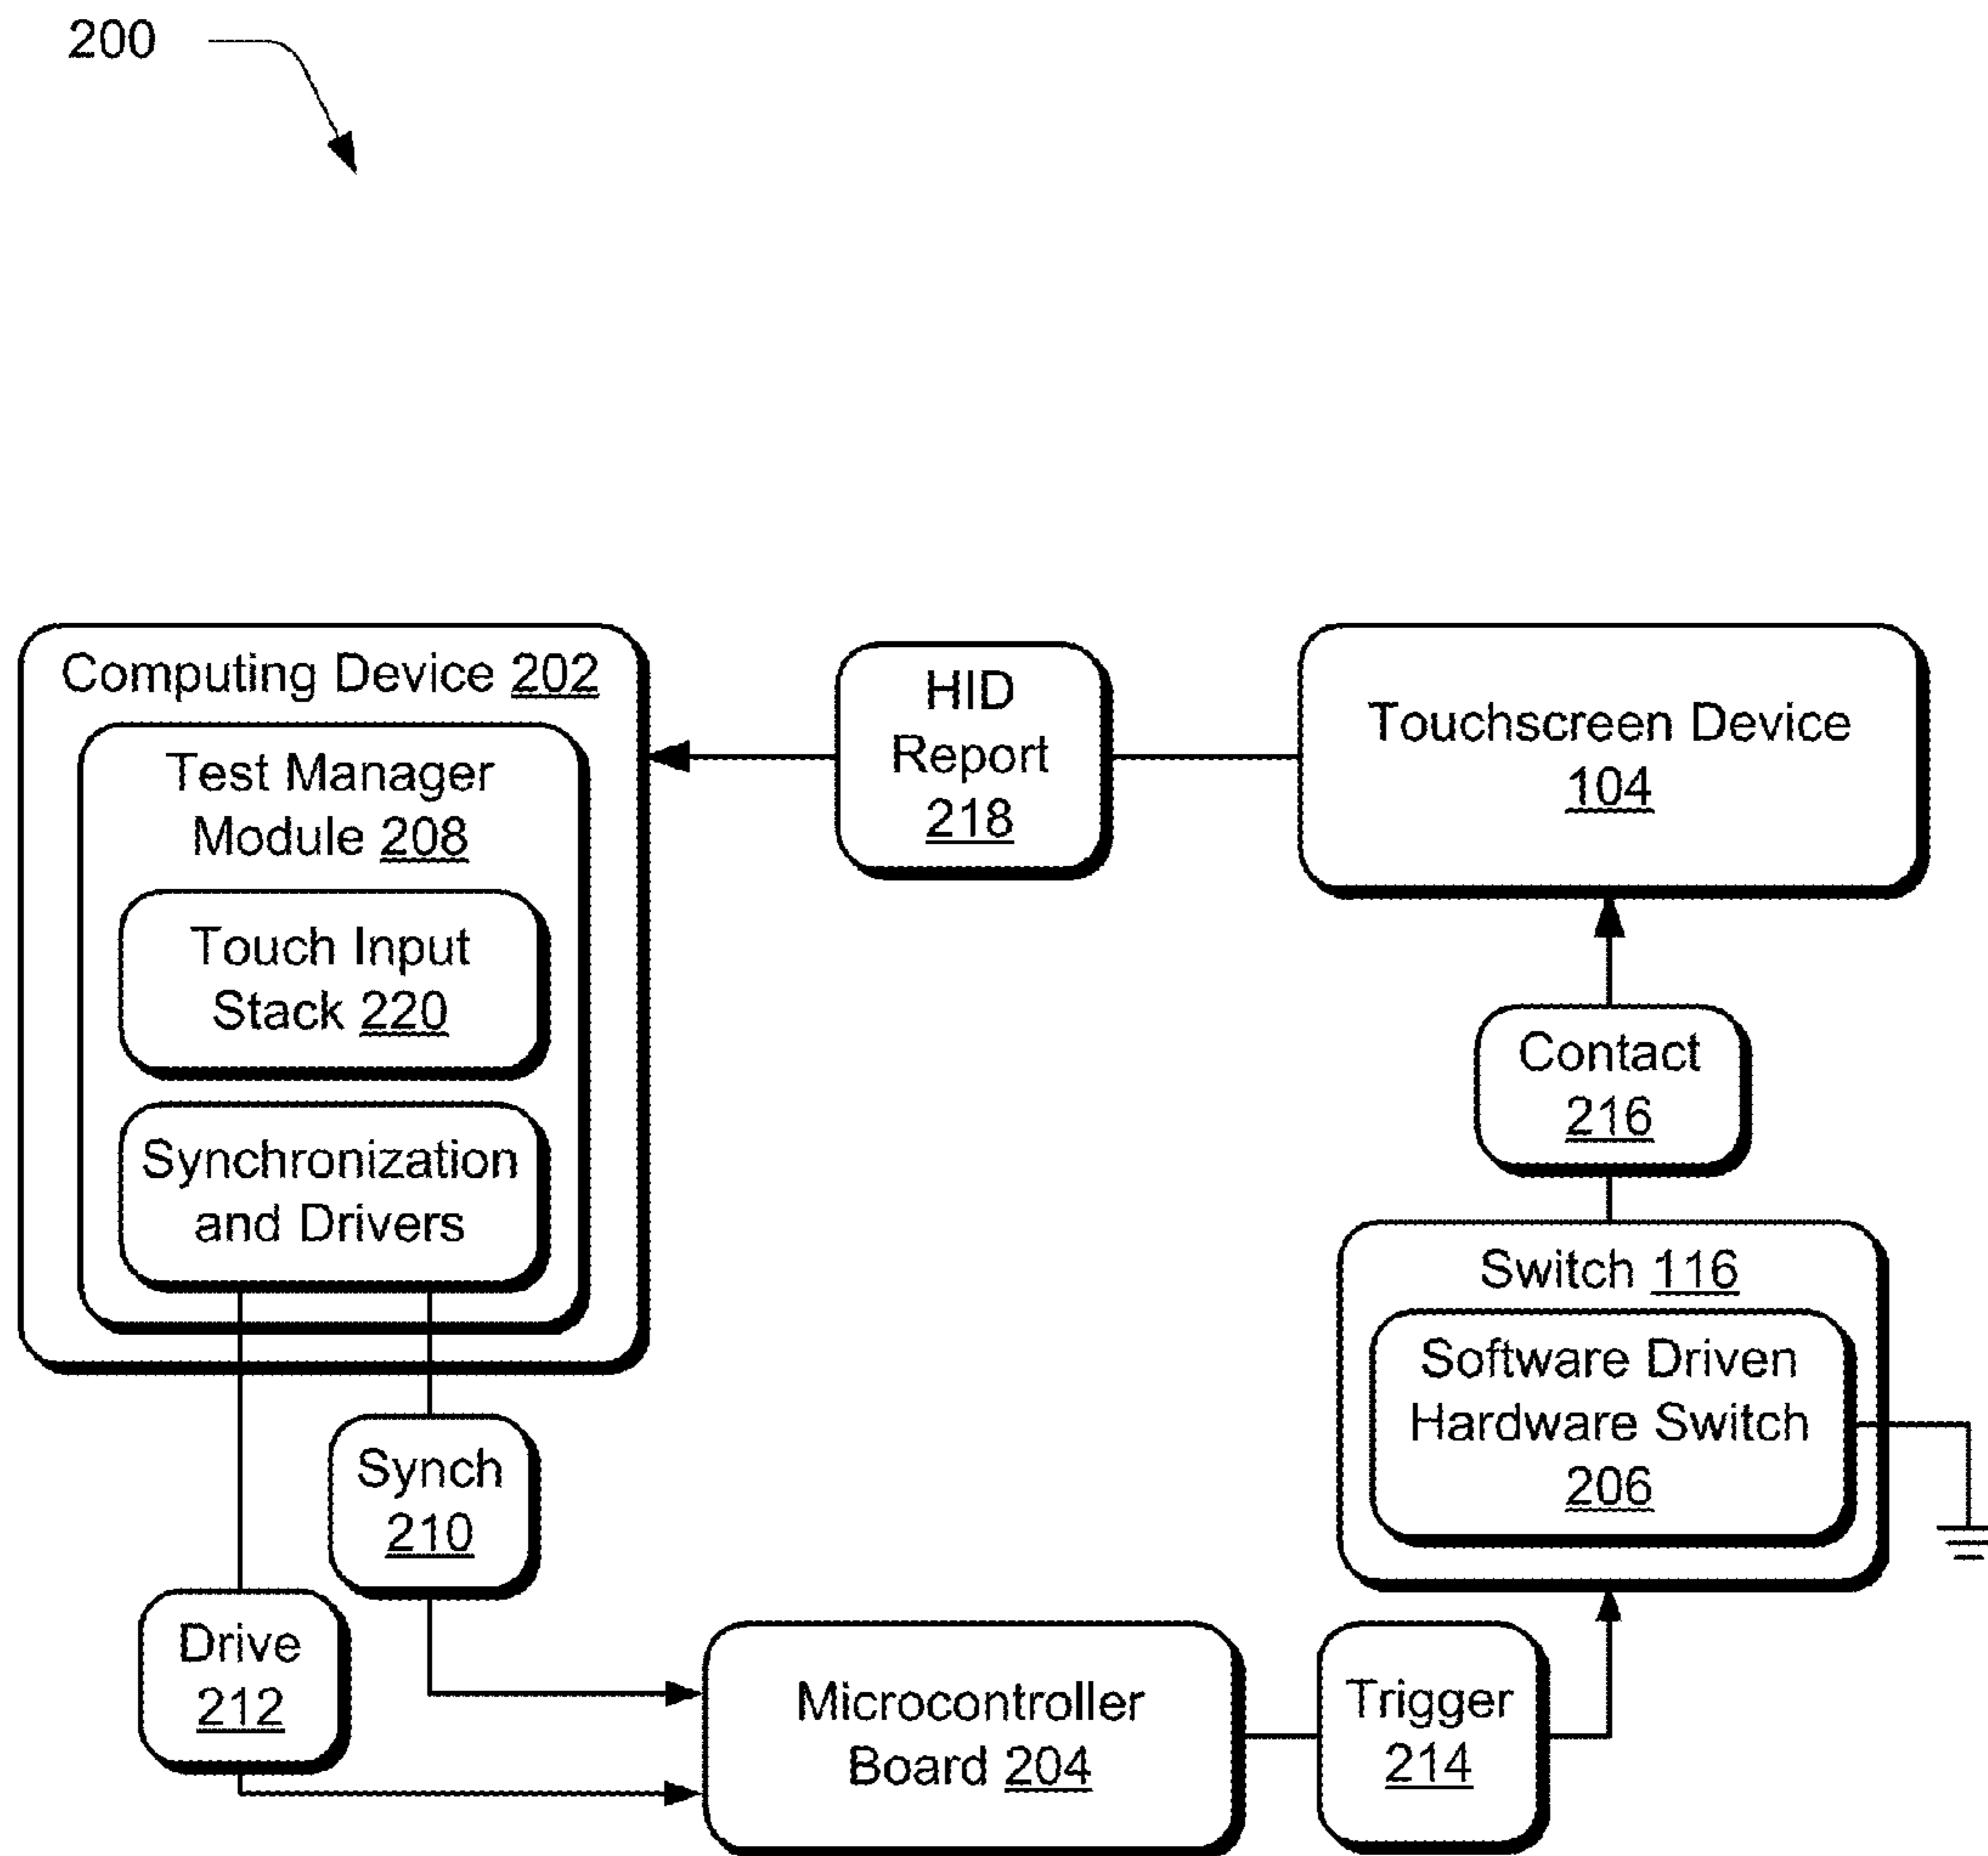 200
Computing Device 202
Test Manager
Module 208
Touch Input
Stack 220
Synchronization
and Drivers
HID
Report
218
Touchscreen Device
104
Contact
216
Switch 116
Software Driven
Hardware Switch
206
Synch
210
Drive
212
Microcontroller
Board 204
Trigger
214